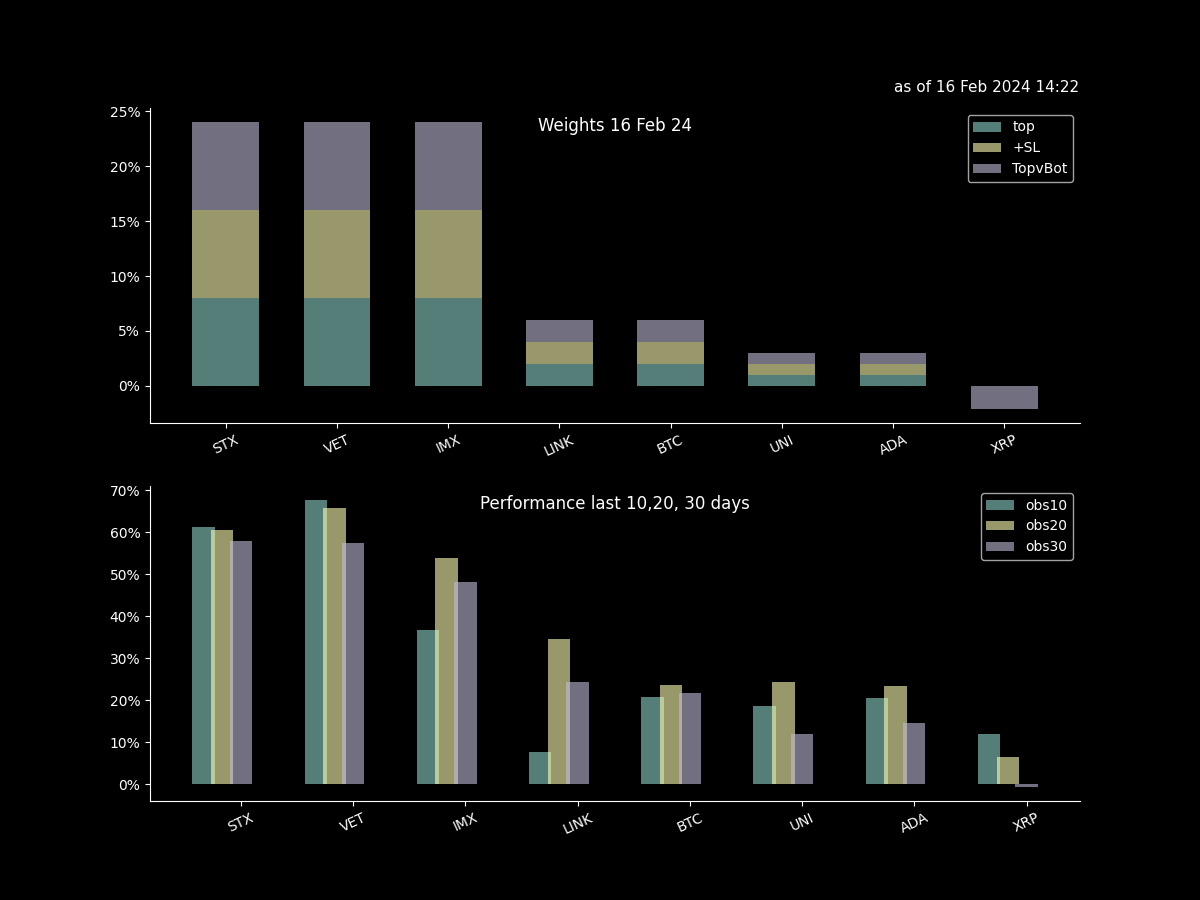 as of 16 Feb 2024 14:22
Weights 16 Feb 24
25%
20%
15%
10%
5%
0%
top
+SL
TopvBot
STX VET IMX LINK BTC UNI ADA XRP
Performance last 10,20, 30 days
70%
60%
50%
40%
30%
20%
10%
0%
obs10
obs20
obs30
STX VET IMX LINK BTC UNI ADA XRP